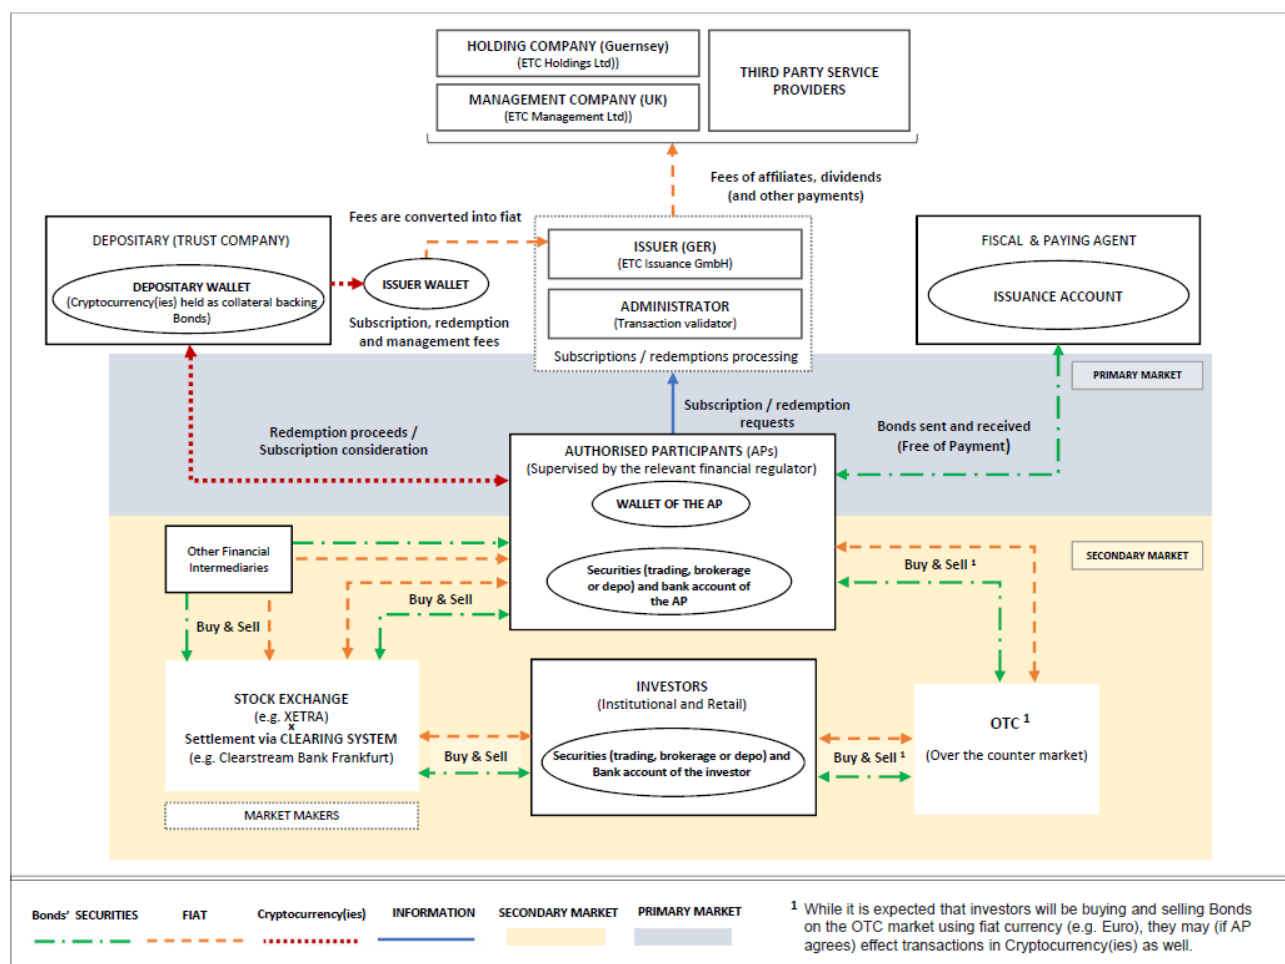 HOLDING COMPANY (Guernsey)
(ETC Holdings Ltd))
MANAGEMENT COMPANY (UK)
(ETC Management Ltd))
THIRD PARTY SERVICE
PROVIDERS
Fees of affiliates, dividends
(and other payments)
Fees are converted into fiat
DEPOSITARY (TRUST COMPANY)
DEPOSITARY WALLET
(Cryptocurrency(ies) held as collateral backing
Bonds)
ISSUER WALLET
Subscription, redemption
and management fees
ISSUER (GER)
(ETC Issuance GmbH)
ADMINISTRATOR
(Transaction validator)
Subscriptions / redemptions processing
FISCAL & PAYING AGENT
ISSUANCE ACCOUNT
PRIMARY MARKET
Redemption proceeds /
Subscription consideration
Subscription / redemption
requests
Bonds sent and received
(Free of Payment)
AUTHORISED PARTICIPANTS (APs)
(Supervised by the relevant financial regulator)
WALLET OF THE AP
Securities (trading, brokerage
or depo) and bank account of
the AP
Other Financial
Intermediaries
SECONDARY MARKET
Buy & Sell
Buy & Sell
Buy & Sell ¹
STOCK EXCHANGE
(e.g. XETRA)
x
Settlement via CLEARING SYSTEM
(e.g. Clearstream Bank Frankfurt)
MARKET MAKERS
Buy & Sell
INVESTORS
(Institutional and Retail)
Securities (trading, brokerage or depo) and
Bank account of the investor
Buy & Sell ¹
OTC ¹
(Over the counter market)
Bonds' SECURITIES
FIAT
Cryptocurrency(ies)
INFORMATION
SECONDARY MARKET
PRIMARY MARKET
¹ While it is expected that investors will be buying and selling Bonds
on the OTC market using fiat currency (e.g. Euro), they may (if AP
agrees) effect transactions in Cryptocurrency(ies) as well.